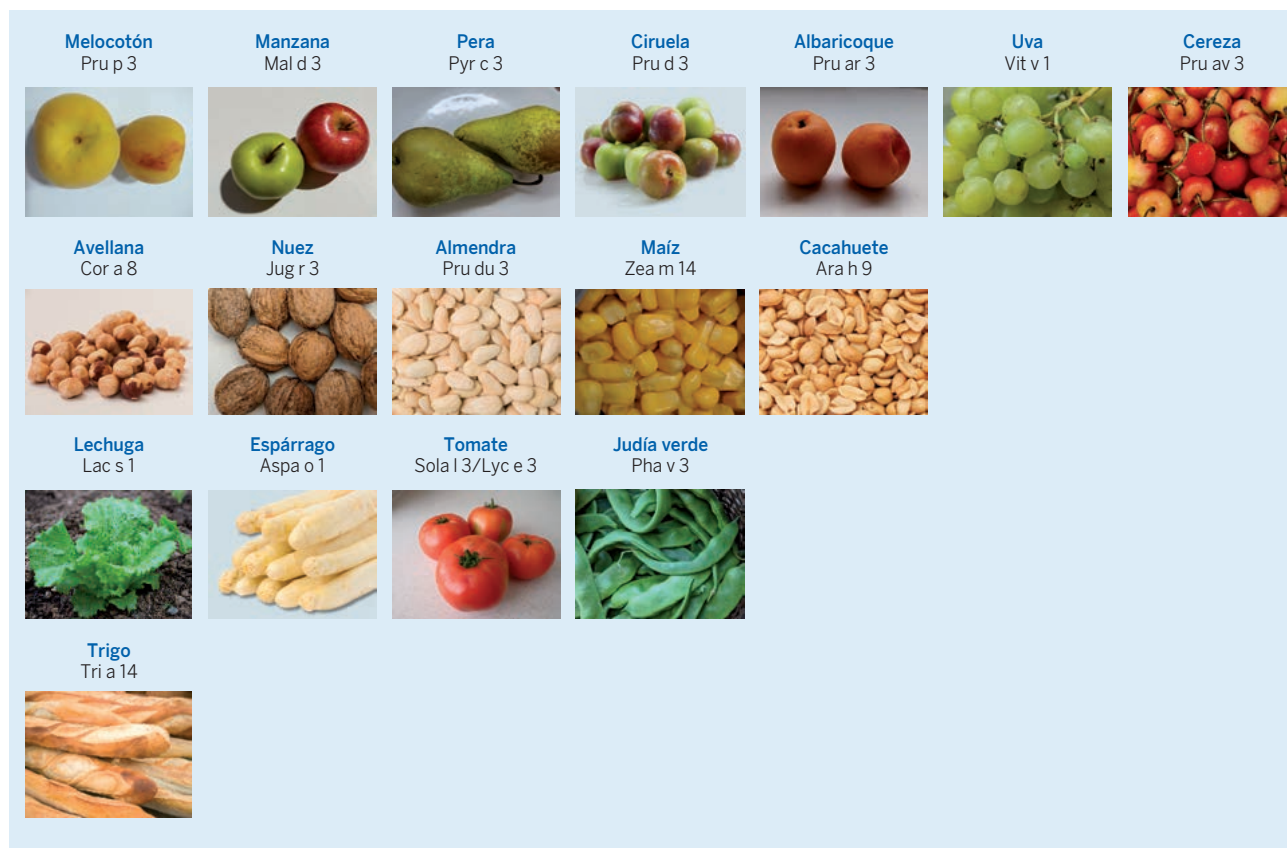 Melocotón
Pru p 3
Manzana
Mal d 3
Pera
Pyr c 3
Ciruela
Pru d 3
Albaricoque
Pru ar 3
Uva
Vit v 1
Cereza
Pru av 3
Avellana
Cor a 8
Nuez
Jug r 3
Almendra
Pru du 3
Maíz
Zea m 14
Cacahuete
Ara h 9
Lechuga
Lac s 1
Espárrago
Aspa o 1
Tomate
Sola l 3/Lyc e 3
Judía verde
Pha v 3
Trigo
Tri a 14